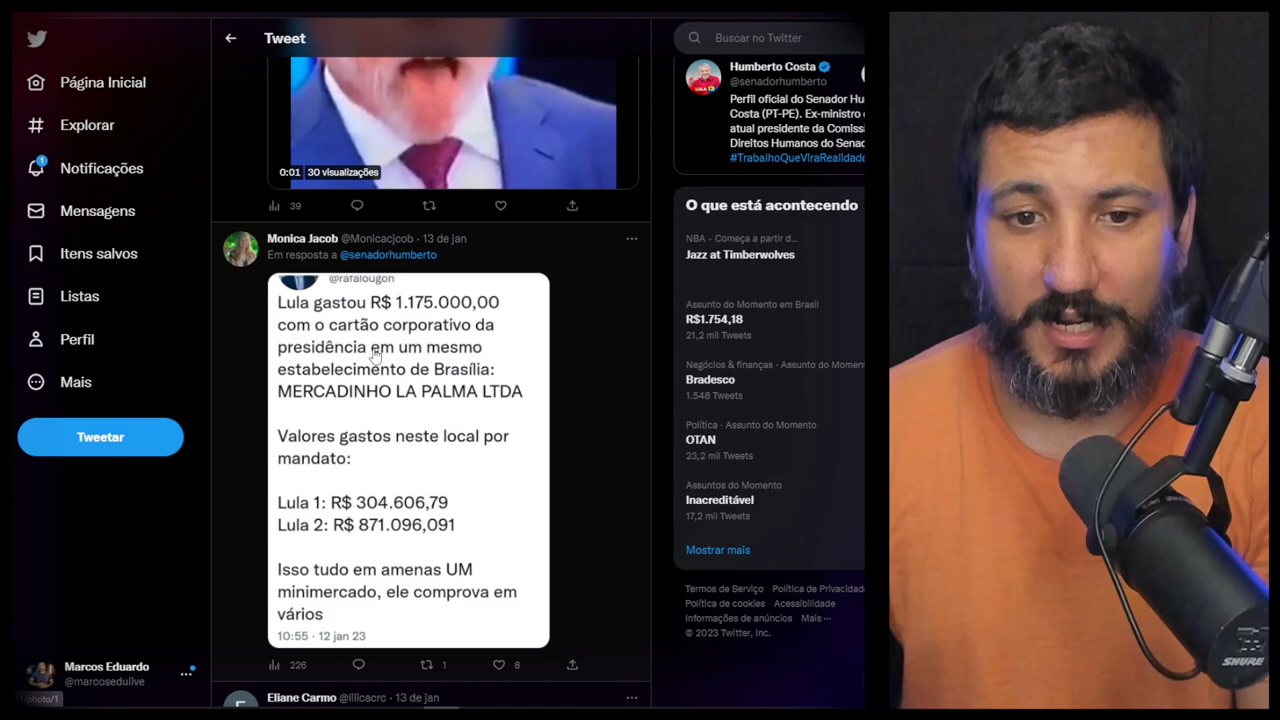 Tweet
Buscar no Twitter
Página Inicial
Explorar
1
Notificações
Mensagens
Itens salvos
Listas
Perfil
Mais
Tweetar
Marcos Eduardo
@marcosedullve
0:01 30 visualizações
39
Monica Jacob @Monicacjcob · 13 de jan
Em resposta a @senadorhumberto
@rafalougon
Lula gastou R$ 1.175.000,00
com o cartão corporativo da
presidência em um mesmo
estabelecimento de Brasília:
MERCADINHO LA PALMA LTDA
Valores gastos neste local por
mandato:
Lula 1: R$ 304.606,79
Lula 2: R$ 871.096,091
Isso tudo em amenas UM
minimercado, ele comprova em
vários
10:55 · 12 jan 23
226
1
8
Eliane Carmo @illicacrc · 13 de jan
Humberto Costa
@senadorhumberto
Perfil oficial do Senador Hu
Costa (PT-PE). Ex-ministro
atual presidente da Comiss
Direitos Humanos do Senado
#TrabalhoQueViraRealidade
O que está acontecendo
NBA · Começa a partir d...
Jazz at Timberwolves
Assunto do Momento em Brasil
R$1.754,18
21,2 mil Tweets
Negócios & finanças · Assunto do Momen
Bradesco
1.548 Tweets
Política · Assunto do Momento
OTAN
23,2 mil Tweets
Assuntos do Momento
Inacreditável
17,2 mil Tweets
Mostrar mais
Termos de Serviço Política de Privacidad
Política de cookies Acessibilidade
Informações de anúncios Mais ···
© 2023 Twitter, Inc.
SHURE